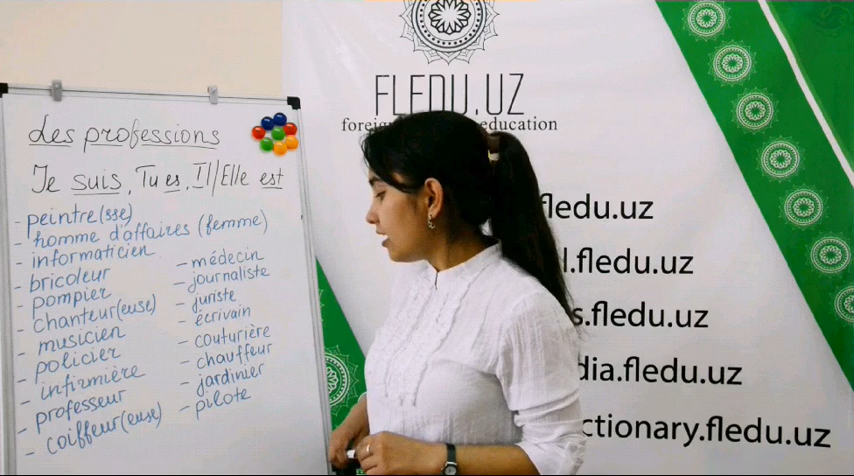 Les professions
Je suis, Tu es, Il/Elle est
- peintre(sse)
- homme d'affaires (femme)
- informaticien
- bricoleur
- pompier
- chanteur(euse)
- musicien
- policier
- infirmière
- professeur
- coiffeur(euse)
- médecin
- journaliste
- juriste
- écrivain
- couturière
- chauffeur
- jardinier
- pilote
FLEDU.UZ
education
fledu.uz
.fledu.uz
s.fledu.uz
dia.fledu.uz
ctionary.fledu.uz